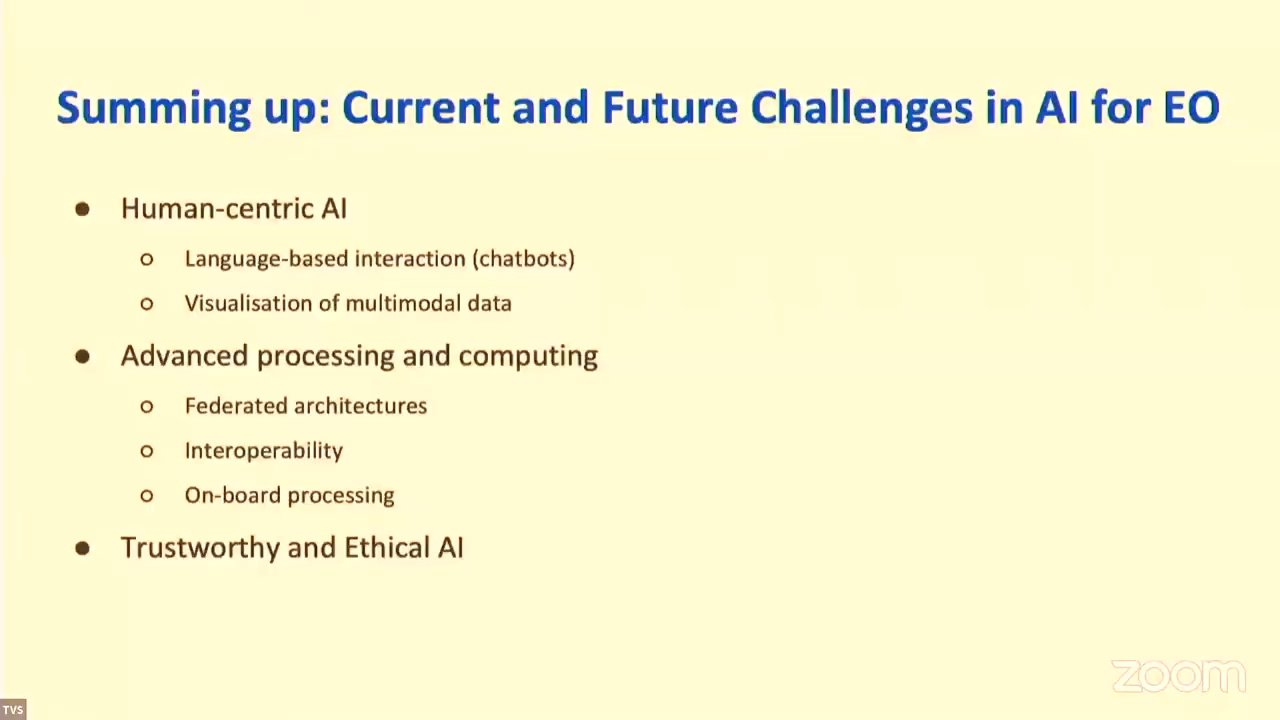 Summing up: Current and Future Challenges in AI for EO
● Human-centric AI
○ Language-based interaction (chatbots)
○ Visualisation of multimodal data
● Advanced processing and computing
○ Federated architectures
○ Interoperability
○ On-board processing
● Trustworthy and Ethical AI
zoom
TVS